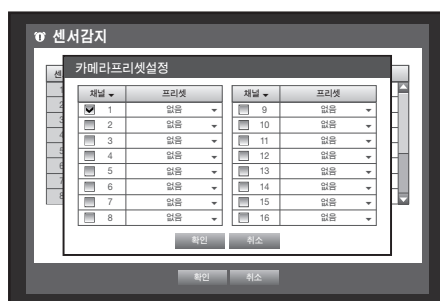 센서감지
카메라프리셋설정
채널 프리셋 채널 프리셋
1 없음 9 없음
2 없음 10 없음
3 없음 11 없음
4 없음 12 없음
5 없음 13 없음
6 없음 14 없음
7 없음 15 없음
8 없음 16 없음
확인 취소
확인 취소